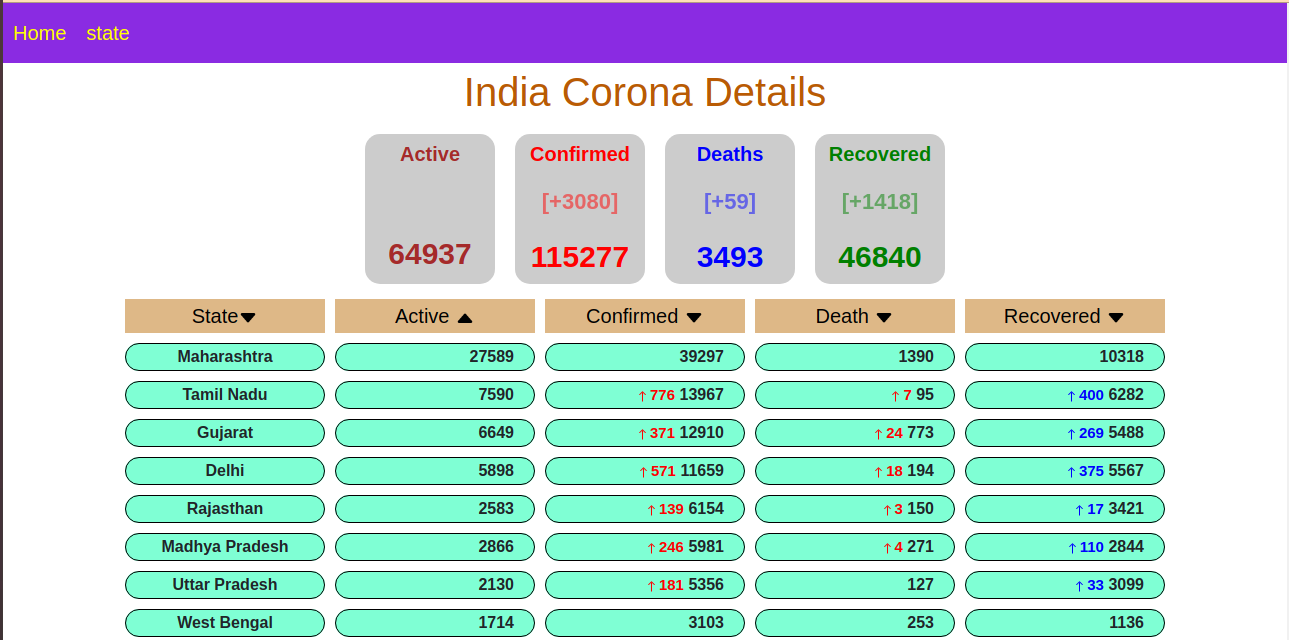 Home state
India Corona Details
Active Confirmed Deaths Recovered
[+3080] [+59] [+1418]
64937 115277 3493 46840
State Active Confirmed Death Recovered
Maharashtra 27589 39297 1390 10318
Tamil Nadu 7590 ↑ 776 13967 ↑ 7 95 ↑ 400 6282
Gujarat 6649 ↑ 371 12910 ↑ 24 773 ↑ 269 5488
Delhi 5898 ↑ 571 11659 ↑ 18 194 ↑ 375 5567
Rajasthan 2583 ↑ 139 6154 ↑ 3 150 ↑ 17 3421
Madhya Pradesh 2866 ↑ 246 5981 ↑ 4 271 ↑ 110 2844
Uttar Pradesh 2130 ↑ 181 5356 127 ↑ 33 3099
West Bengal 1714 3103 253 1136